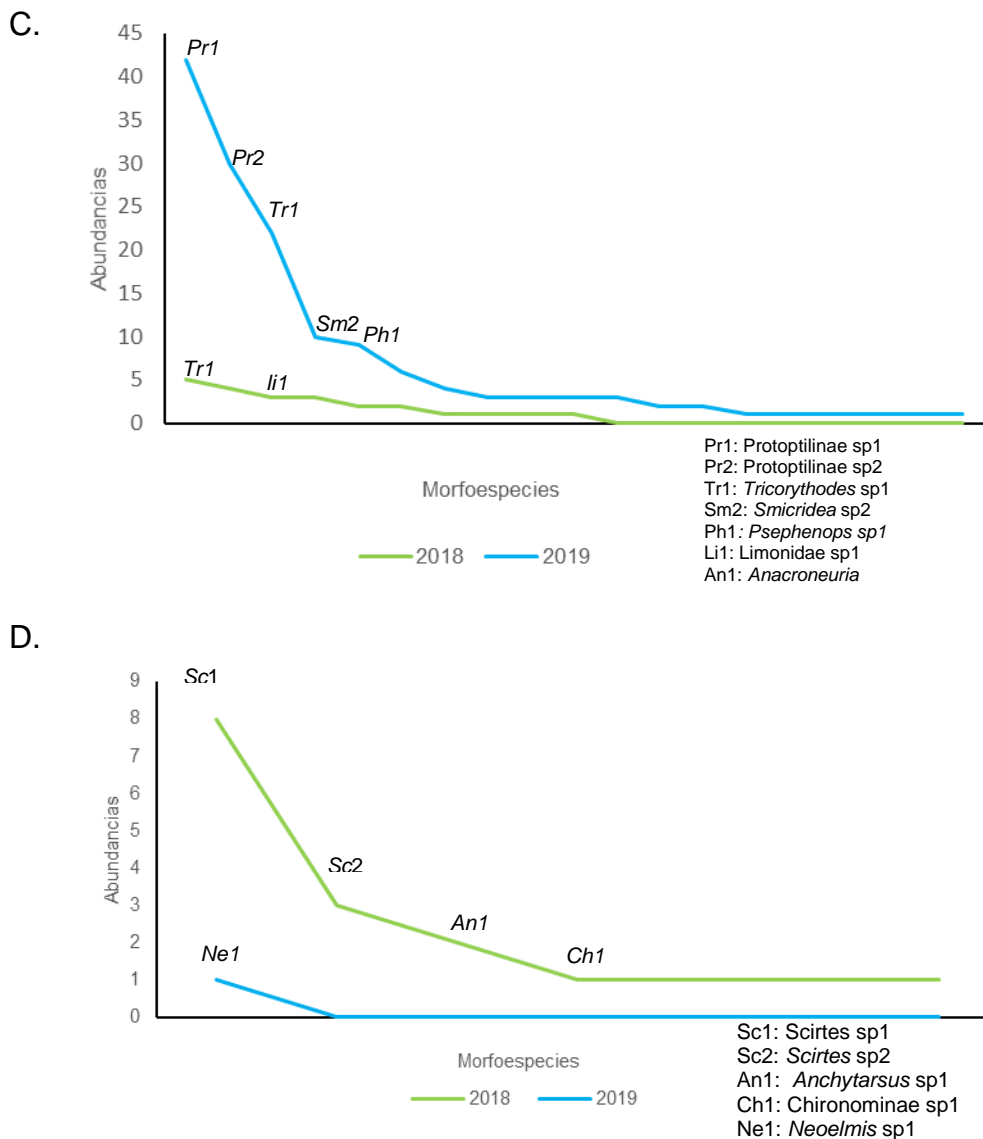 C.
45
40
35
30
25
20
15
10
5
0
Abundancias
Pr1
Pr2
Tr1
Sm2
Ph1
Tr1
li1
Morfoespecies
2018
2019
Pr1: Protoptilinae sp1
Pr2: Protoptilinae sp2
Tr1: Tricorythodes sp1
Sm2: Smicridea sp2
Ph1: Psephenops sp1
Li1: Limonidae sp1
An1: Anacroneuria
D.
9
8
7
6
5
4
3
2
1
0
Abundancias
Sc1
Sc2
An1
Ch1
Ne1
Morfoespecies
2018
2019
Sc1: Scirtes sp1
Sc2: Scirtes sp2
An1: Anchytarsus sp1
Ch1: Chironominae sp1
Ne1: Neoelmis sp1